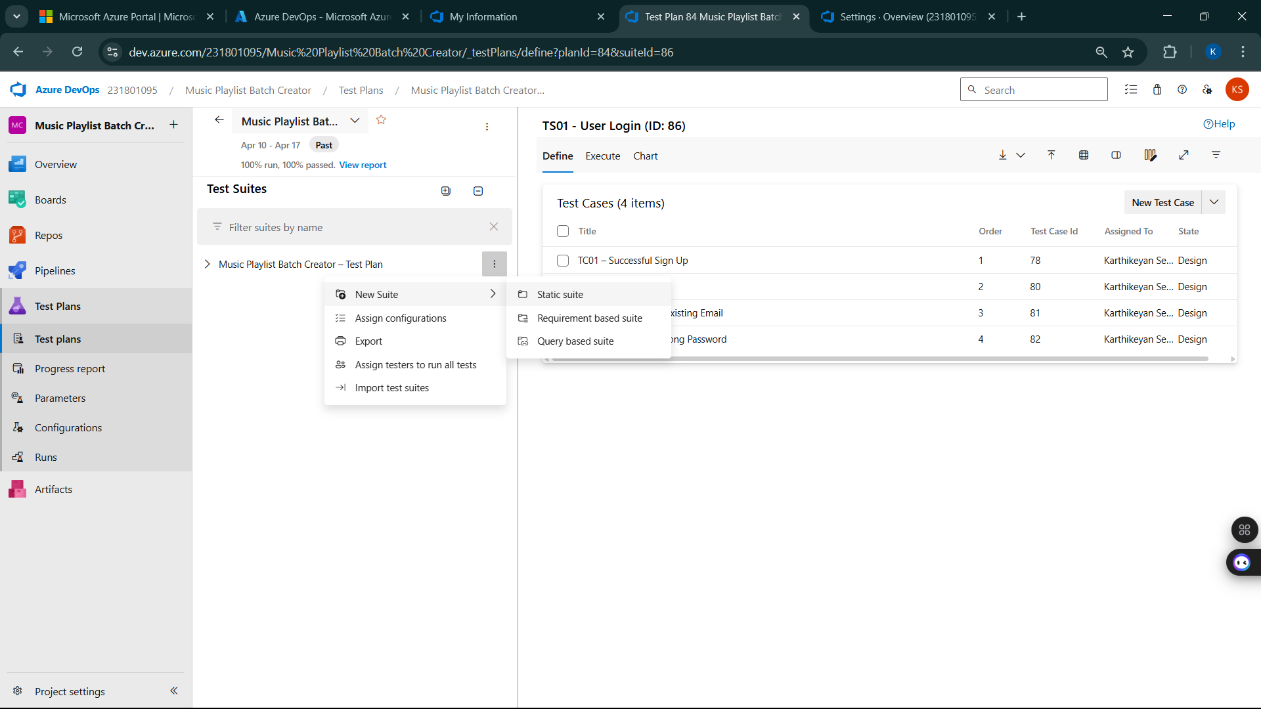 Microsoft Azure Portal | Micros
Azure DevOps - Microsoft Azur
My Information
Test Plan 84 Music Playlist Batch
Settings · Overview (231801095
dev.azure.com/231801095/Music%20Playlist%20Batch%20Creator/_testPlans/define?planId=84&suiteId=86
K
Azure DevOps 231801095 / Music Playlist Batch Creator / Test Plans / Music Playlist Batch Creator...
Search
KS
MC Music Playlist Batch Cr...
Overview
Boards
Repos
Pipelines
Test Plans
Test plans
Progress report
Parameters
Configurations
Runs
Artifacts
Project settings
Music Playlist Bat...
Apr 10 - Apr 17 Past
100% run, 100% passed. View report
Test Suites
Filter suites by name
Music Playlist Batch Creator – Test Plan
New Suite
Assign configurations
Export
Assign testers to run all tests
Import test suites
Static suite
Requirement based suite
Query based suite
TS01 - User Login (ID: 86)
Help
Define Execute Chart
Test Cases (4 items)
New Test Case
Title Order Test Case Id Assigned To State
TC01 – Successful Sign Up 1 78 Karthikeyan Se... Design
2 80 Karthikeyan Se... Design
xisting Email 3 81 Karthikeyan Se... Design
ong Password 4 82 Karthikeyan Se... Design